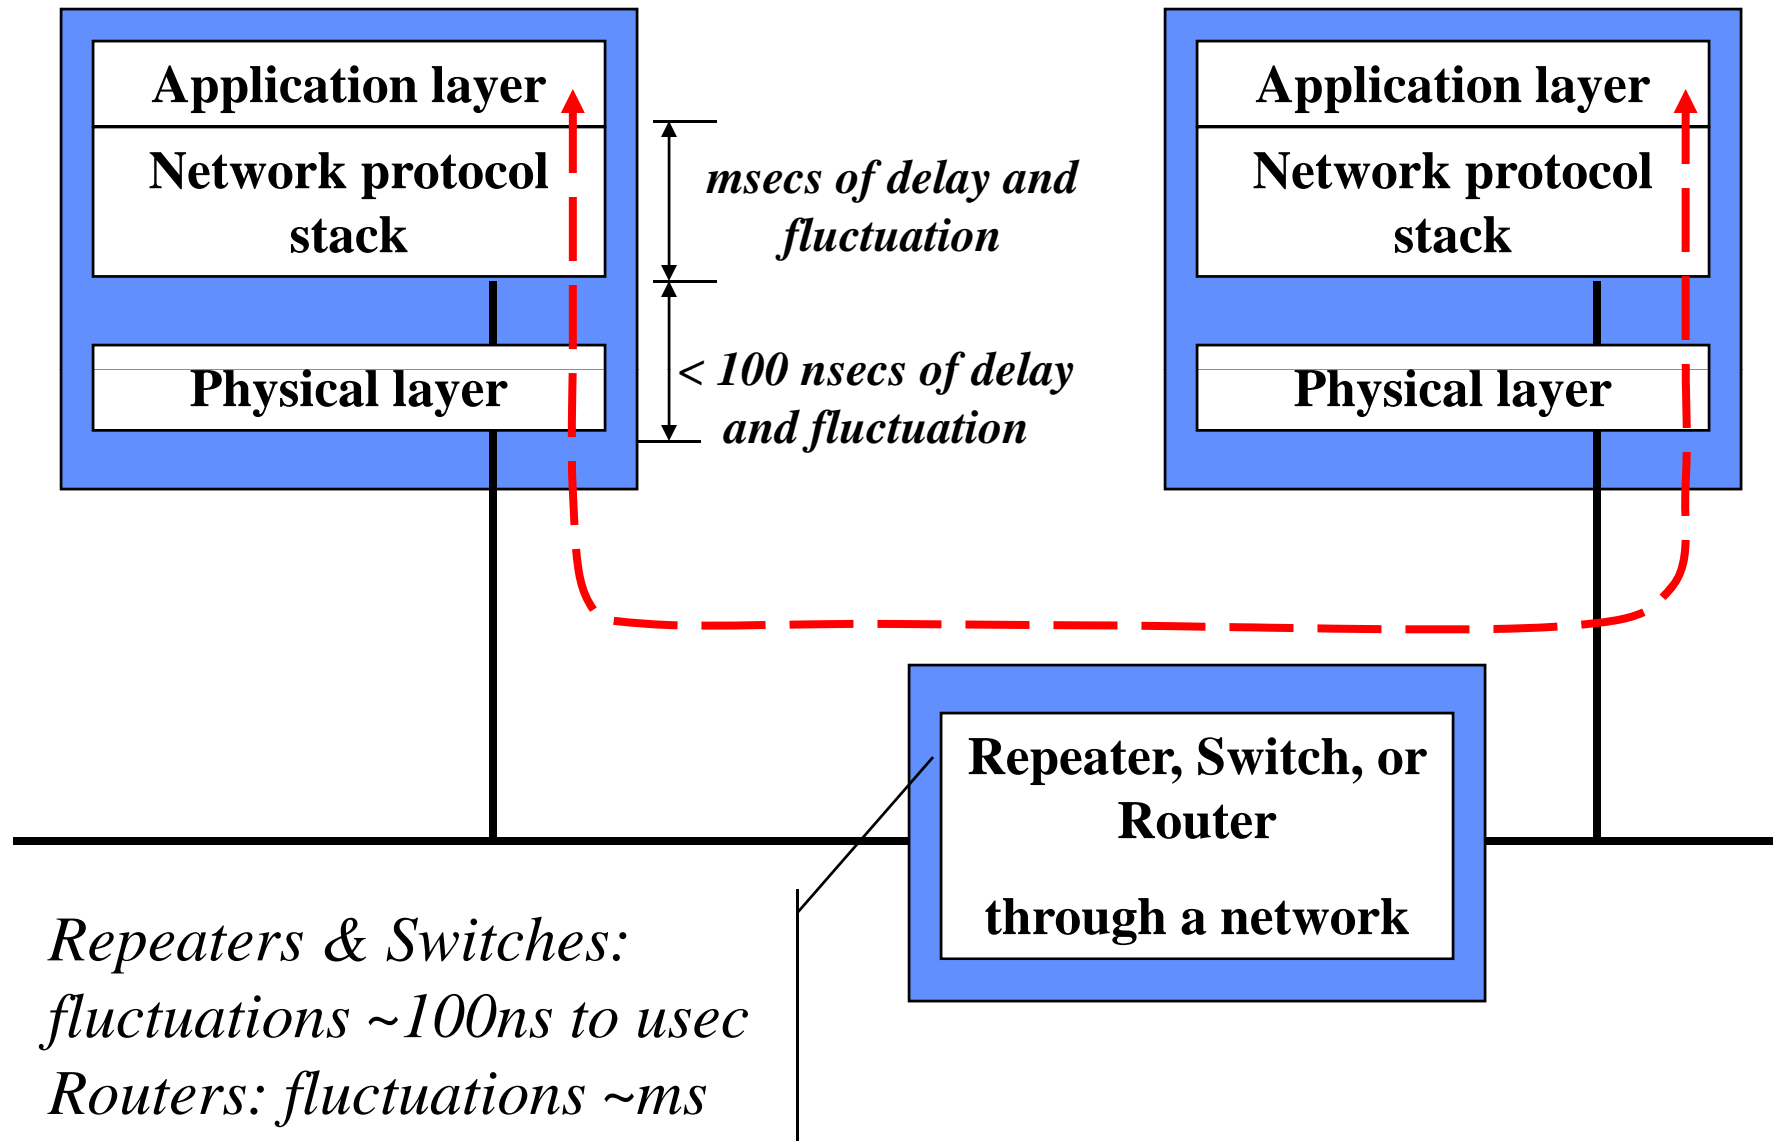 Application layer
Network protocol
stack
Physical layer
msecs of delay and
fluctuation
< 100 nsecs of delay
and fluctuation
Application layer
Network protocol
stack
Physical layer
Repeater, Switch, or
Router
through a network
Repeaters & Switches:
fluctuations ~100ns to usec
Routers: fluctuations ~ms